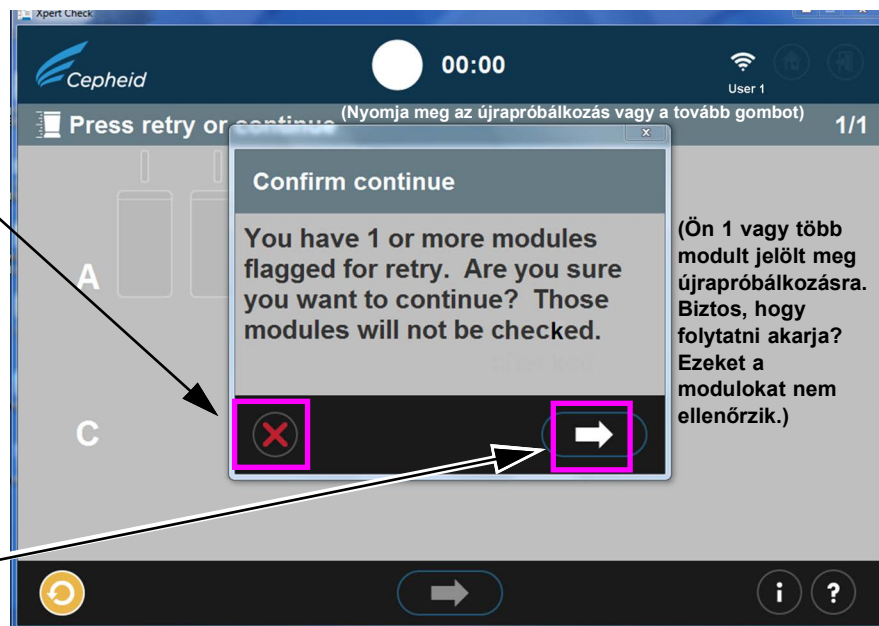 Xpert Check
Cepheid
00:00
User 1
Press retry or continue
(Nyomja meg az újrapróbálkozás vagy a tovább gombot)
1/1
x
Confirm continue
You have 1 or more modules
flagged for retry. Are you sure
you want to continue? Those
modules will not be checked.
A
C
(Ön 1 vagy több
modult jelölt meg
újrapróbálkozásra.
Biztos, hogy
folytatni akarja?
Ezeket a
modulokat nem
ellenőrzik.)
i
?